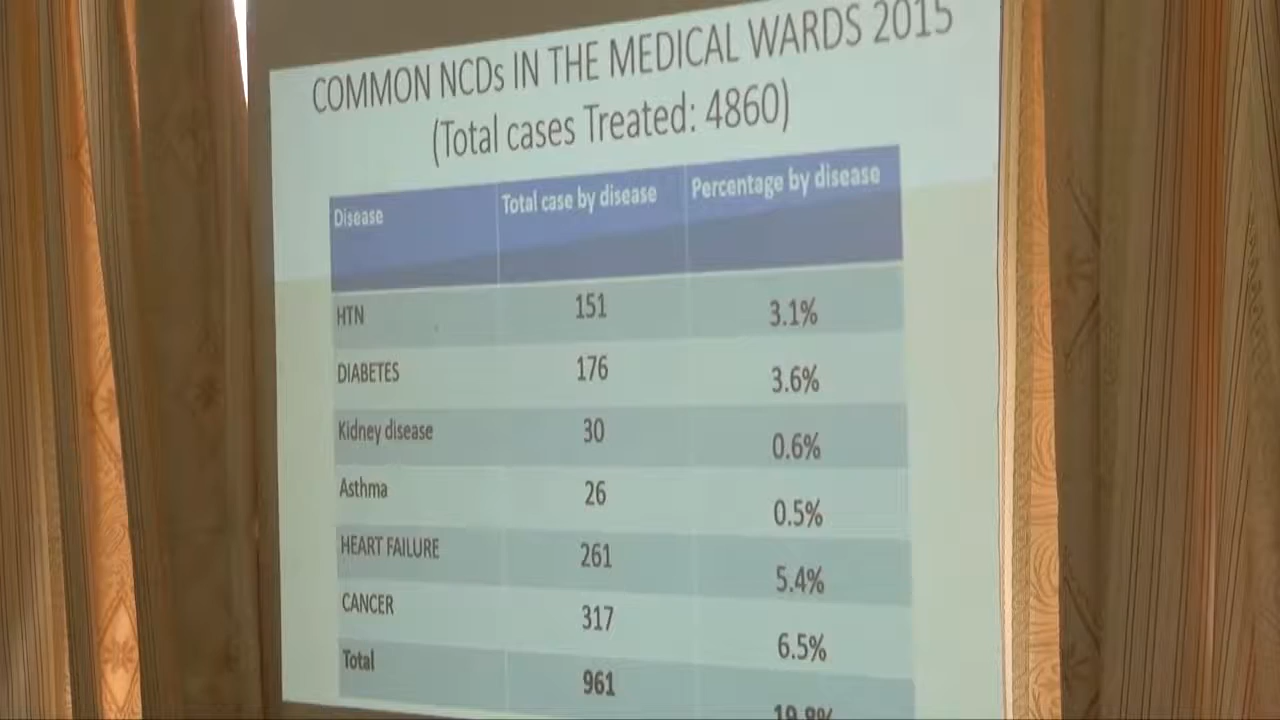 COMMON NCDs IN THE MEDICAL WARDS 2015
(Total cases Treated: 4860)
Disease Total case by disease Percentage by disease
HTN 151 3.1%
DIABETES 176 3.6%
Kidney disease 30 0.6%
Asthma 26 0.5%
HEART FAILURE 261 5.4%
CANCER 317 6.5%
Total 961 19.8%